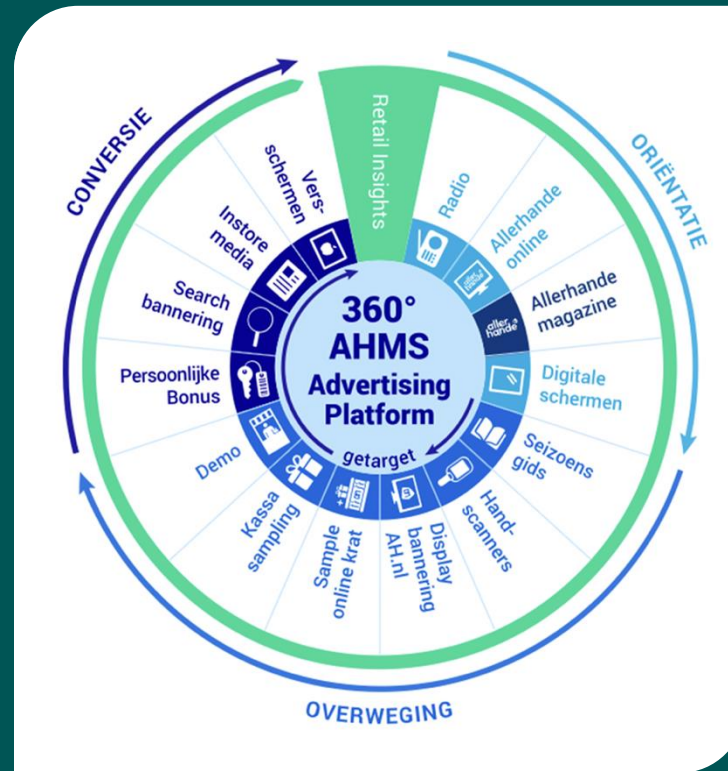 Retail Insights
ORIËNTATIE
Radio
Allerhande
online
Allerhande
magazine
Digitale
schermen
OVERWEGING
Seizoens
gids
Hand-
scanners
Display
bannering
AH.nl
Sample
online krat
Kassa
sampling
Demo
CONVERSIE
Persoonlijke
Bonus
Search
bannering
Instore
media
Vers-
schermen
aller
hande
360°
AHMS
Advertising
Platform
getarget